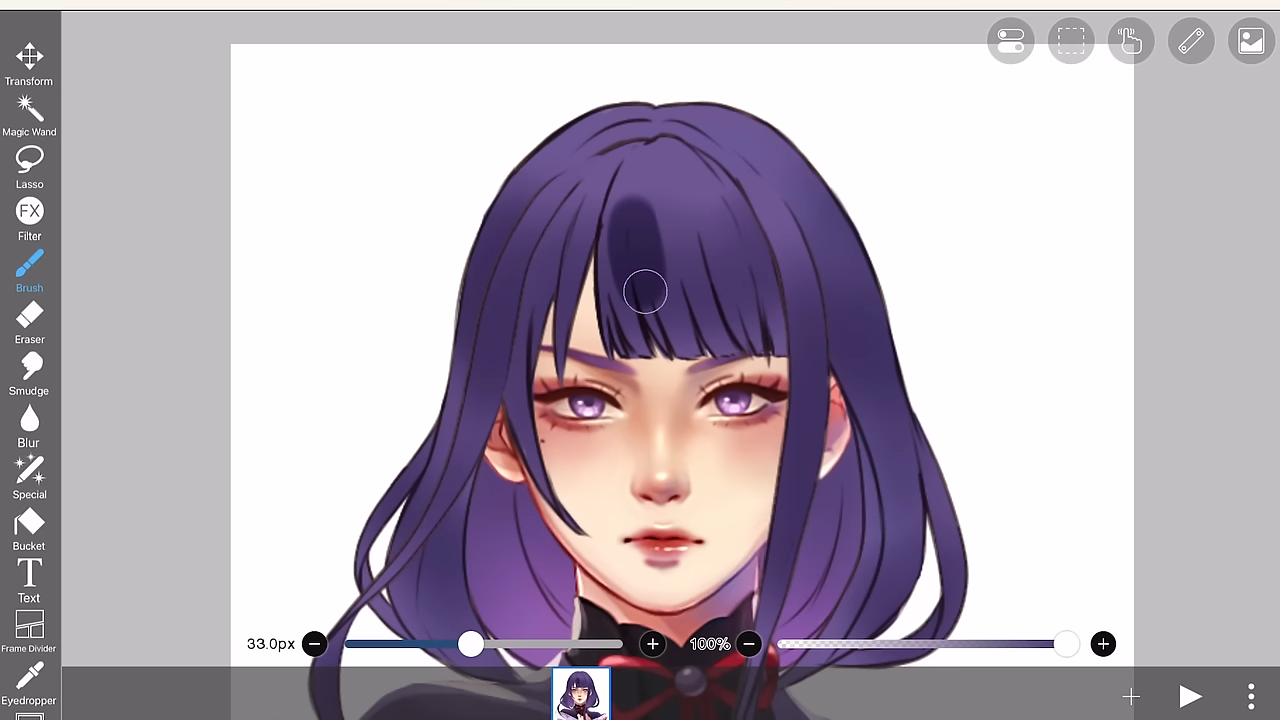 Transform
Magic Wand
Lasso
FX
Filter
Brush
Eraser
Smudge
Blur
Special
Bucket
T
Text
Frame Divider
Eyedropper
33.0px
100%